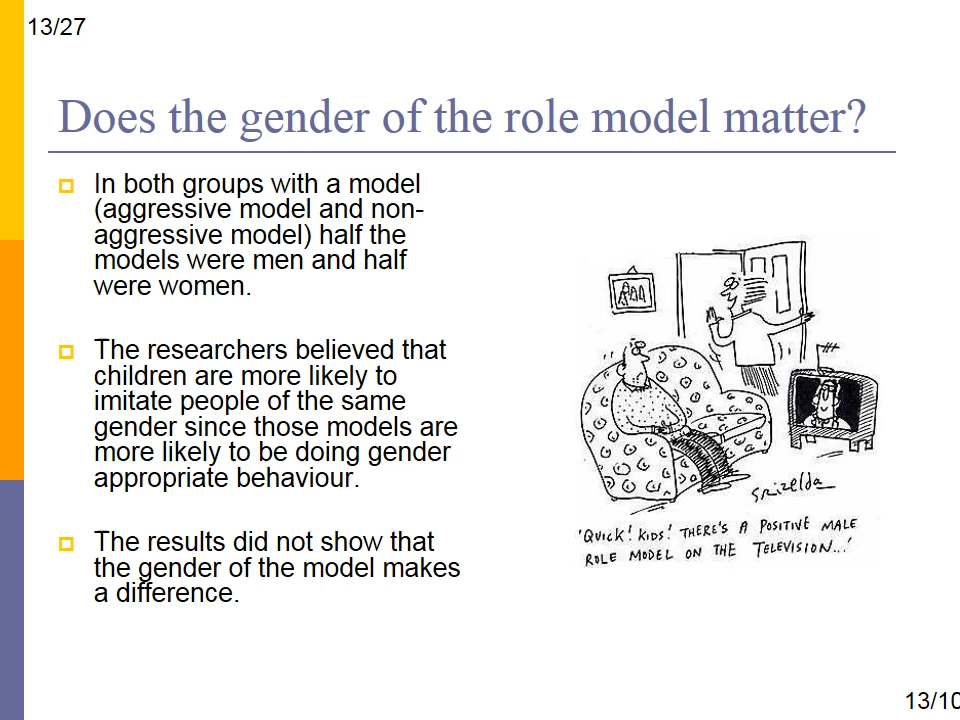 13/27
Does the gender of the role model matter?
In both groups with a model
(aggressive model and non-
aggressive model) half the
models were men and half
were women.
The researchers believed that
children are more likely to
imitate people of the same
gender since those models are
more likely to be doing gender
appropriate behaviour.
The results did not show that
the gender of the model makes
a difference.
Grizelda
'QUICK! KIDS! THERE'S A POSITIVE MALE
ROLE MODEL ON THE TELEVISION...'
13/10